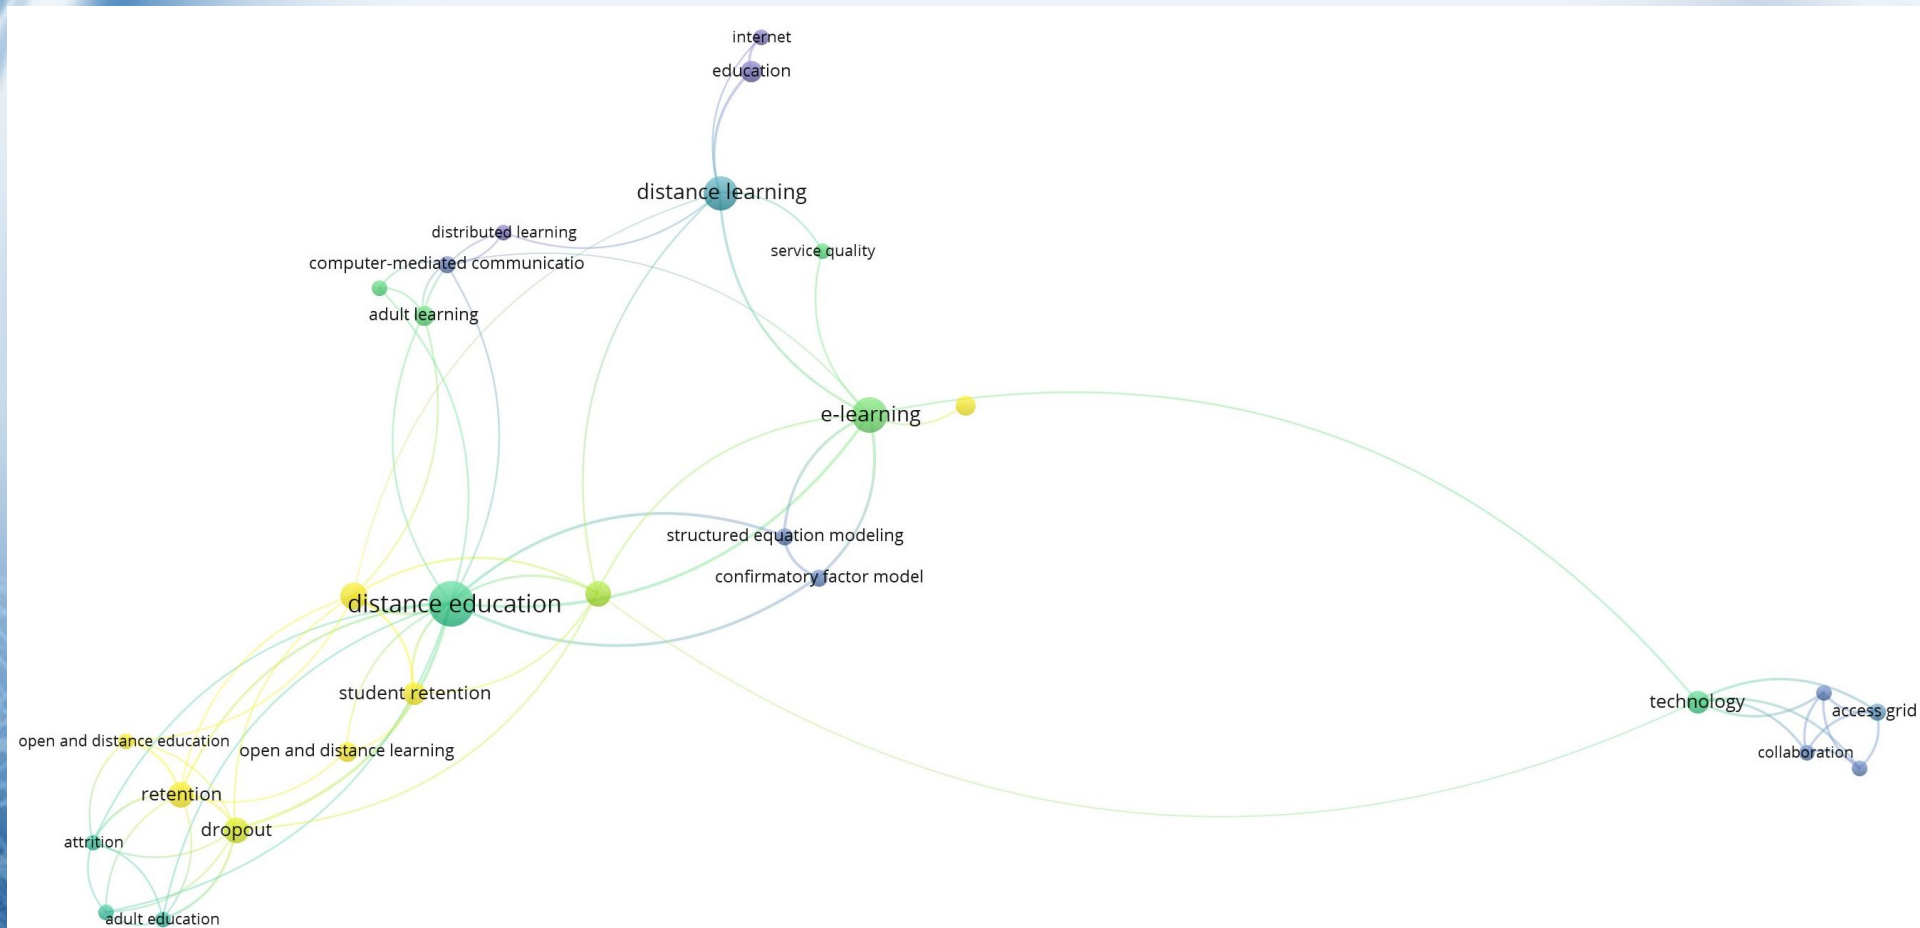 internet
education
distance learning
distributed learning
service quality
computer-mediated communicatio
adult learning
e-learning
structured equation modeling
confirmatory factor model
distance education
student retention
technology
access grid
open and distance education
open and distance learning
collaboration
retention
dropout
attrition
adult education